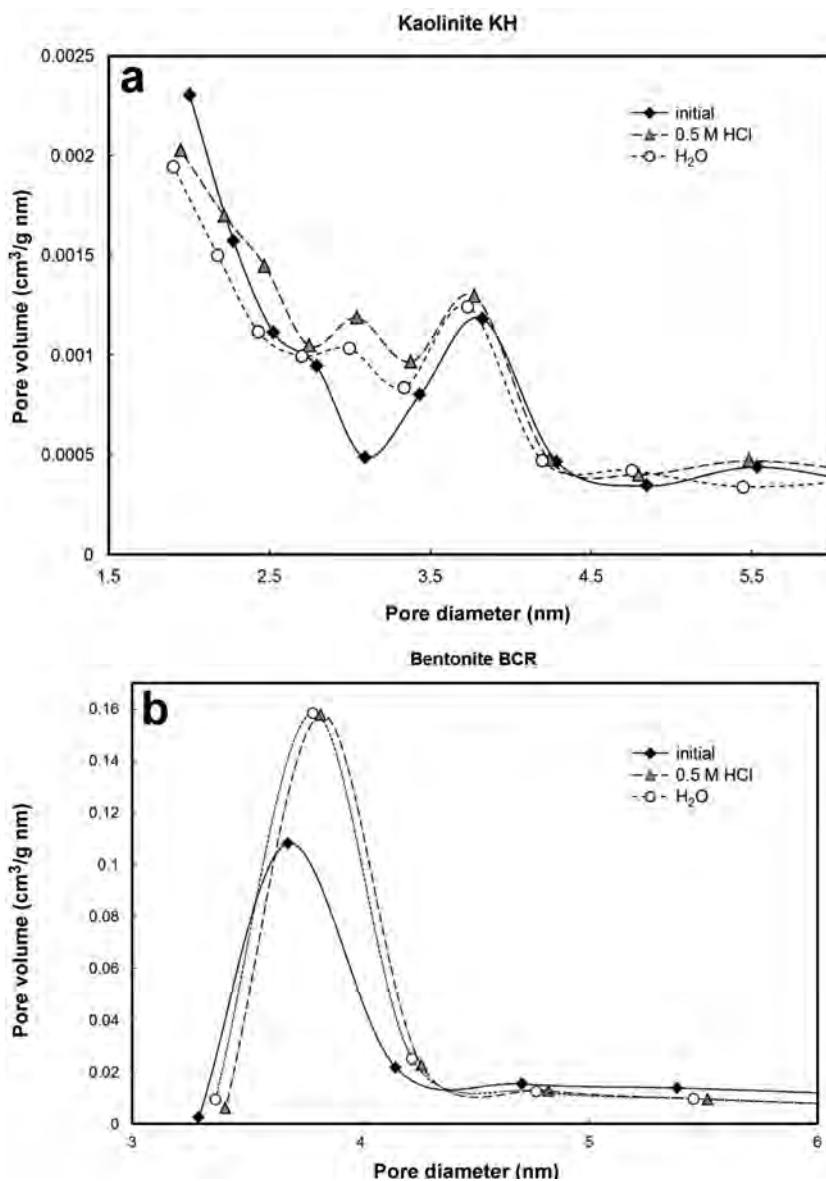 Kaolinite KH
a
0.0025
0.002
0.0015
0.001
0.0005
0
Pore volume (cm³/g nm)
initial
0.5 M HCl
H₂O
1.5
2.5
3.5
4.5
5.5
Pore diameter (nm)
Bentonite BCR
b
0.16
0.14
0.12
0.1
0.08
0.06
0.04
0.02
0
Pore volume (cm³/g nm)
initial
0.5 M HCl
H₂O
3
4
5
6
Pore diameter (nm)